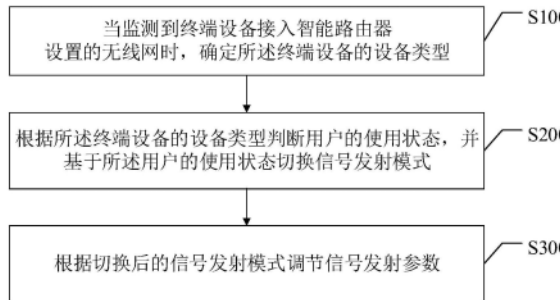 当监测到终端设备接入智能路由器
设置的无线网时，确定所述终端设备的设备类型
S100
根据所述终端设备的设备类型判断用户的使用状态，并
基于所述用户的使用状态切换信号发射模式
S200
根据切换后的信号发射模式调节信号发射参数
S300